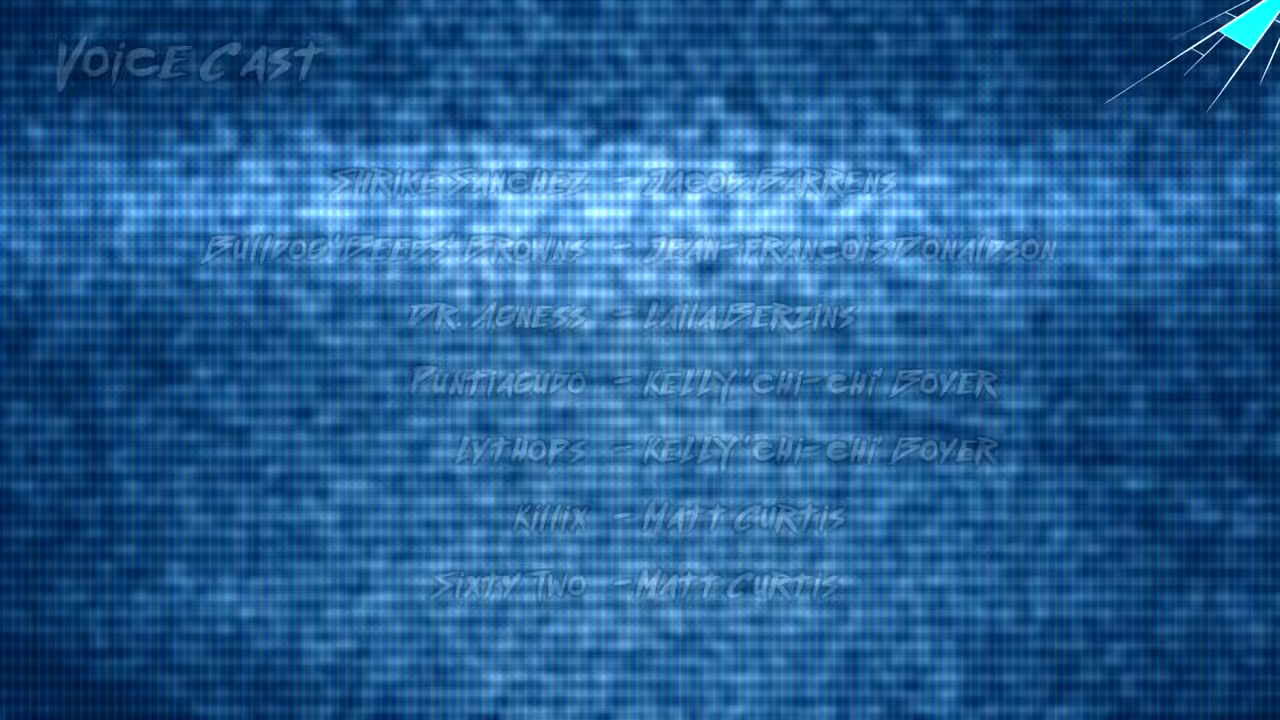 Voice Cast
Shrike Sanchez - Jacob Barrens
Bulldog 'Beebs' Browns - Jean-Francois Donaldson
Dr. Agness - Laila Berzins
Puntiagudo - Kelly 'Chi-Chi' Boyer
Lythops - Kelly 'Chi-Chi' Boyer
Killix - Matt Curtis
Sixty Two - Matt Curtis